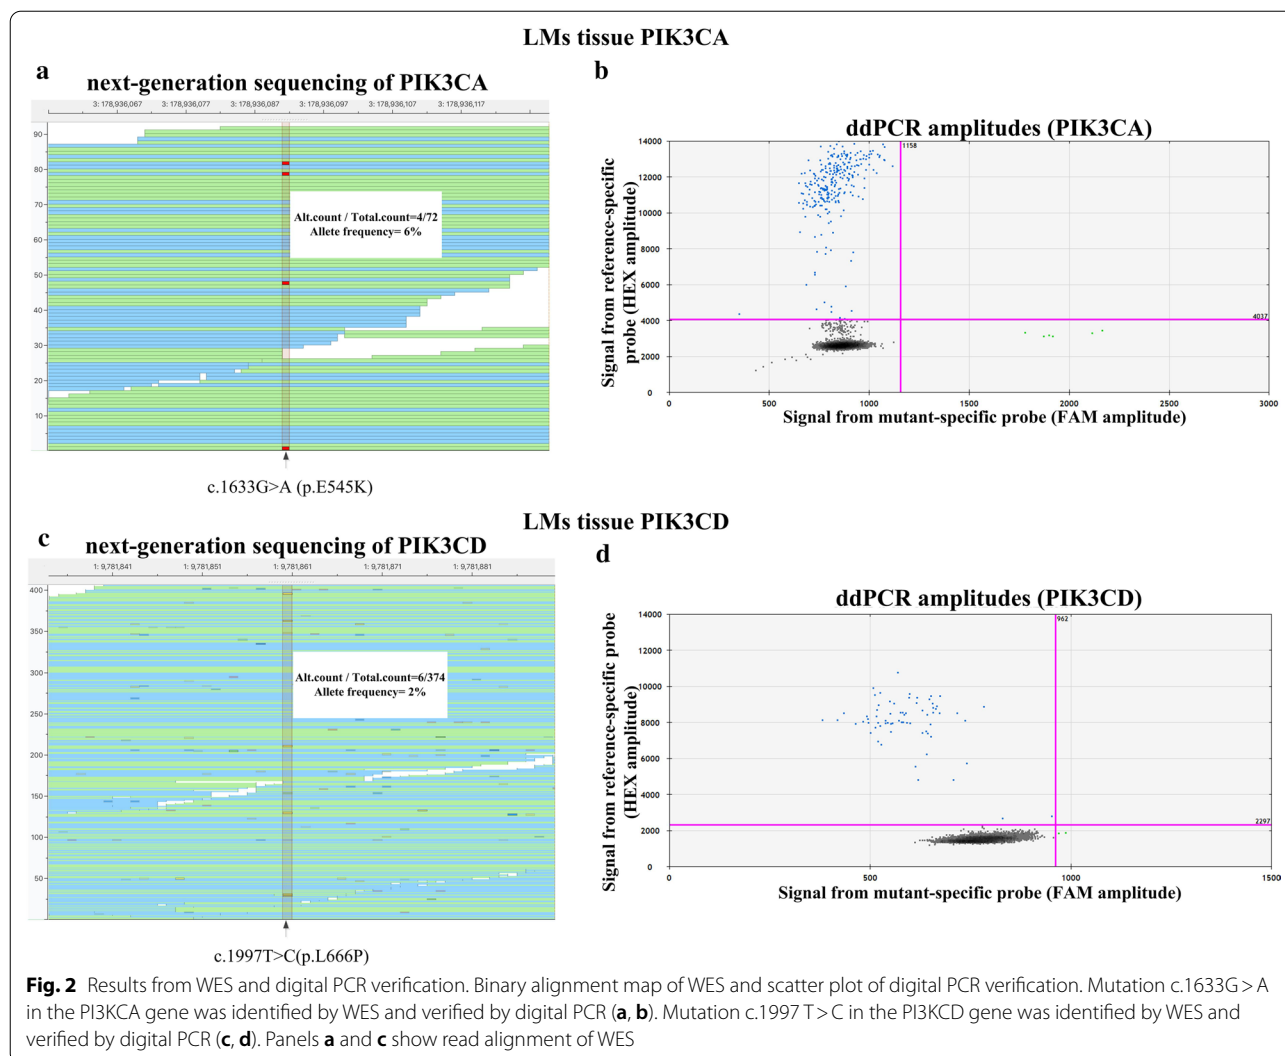 LMs tissue PIK3CA
a
next-generation sequencing of PIK3CA
3: 178,936,067 3: 178,936,077 3: 178,936,087 3: 178,936,097 3: 178,936,107 3: 178,936,117
90
80
70
60
50
40
30
20
10
Alt.count / Total.count=4/72
Allete frequency= 6%
c.1633G>A (p.E545K)
b
ddPCR amplitudes (PIK3CA)
Signal from reference-specific
probe (HEX amplitude)
14000
12000
10000
8000
6000
4000
2000
0
1158
4037
0 500 1000 1500 2000 2500 3000
Signal from mutant-specific probe (FAM amplitude)
LMs tissue PIK3CD
c
next-generation sequencing of PIK3CD
1: 9,781,841 1: 9,781,851 1: 9,781,861 1: 9,781,871 1: 9,781,881
400
350
300
250
200
150
100
50
Alt.count / Total.count=6/374
Allete frequency= 2%
c.1997T>C(p.L666P)
d
ddPCR amplitudes (PIK3CD)
Signal from reference-specific probe
(HEX amplitude)
14000
12000
10000
8000
6000
4000
2000
0
962
2297
0 500 1000 1500
Signal from mutant-specific probe (FAM amplitude)
Fig. 2 Results from WES and digital PCR verification. Binary alignment map of WES and scatter plot of digital PCR verification. Mutation c.1633G > A
in the PI3KCA gene was identified by WES and verified by digital PCR (a, b). Mutation c.1997 T > C in the PI3KCD gene was identified by WES and
verified by digital PCR (c, d). Panels a and c show read alignment of WES